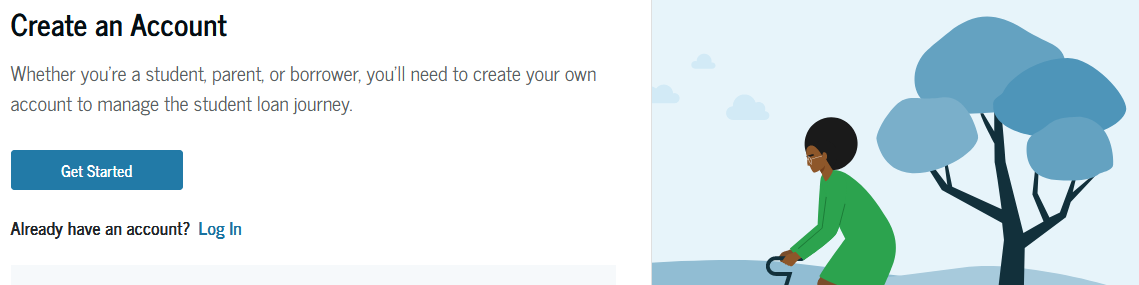 Create an Account
Whether you're a student, parent, or borrower, you'll need to create your own
account to manage the student loan journey.
Get Started
Already have an account? Log In